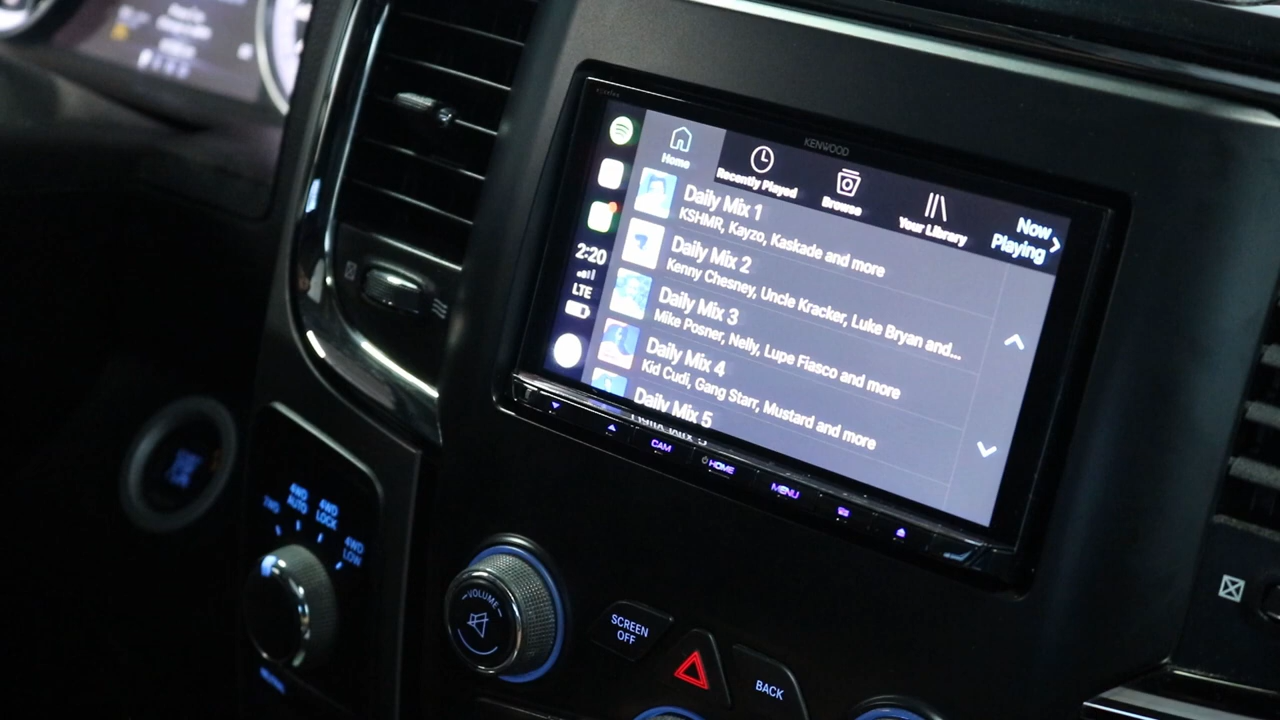 KENWOOD
Home
Recently Played
Browse
Your Library
Now
Playing
Daily Mix 1
KSHMR, Kayzo, Kaskade and more
Daily Mix 2
Kenny Chesney, Uncle Kracker, Luke Bryan and...
Daily Mix 3
Mike Posner, Nelly, Lupe Fiasco and more
Daily Mix 4
Kid Cudi, Gang Starr, Mustard and more
Daily Mix 5
2:20
LTE
CAM
HOME
MENU
2WD
4WD
AUTO
4WD
LOCK
4WD
LOW
VOLUME
SCREEN
OFF
BACK